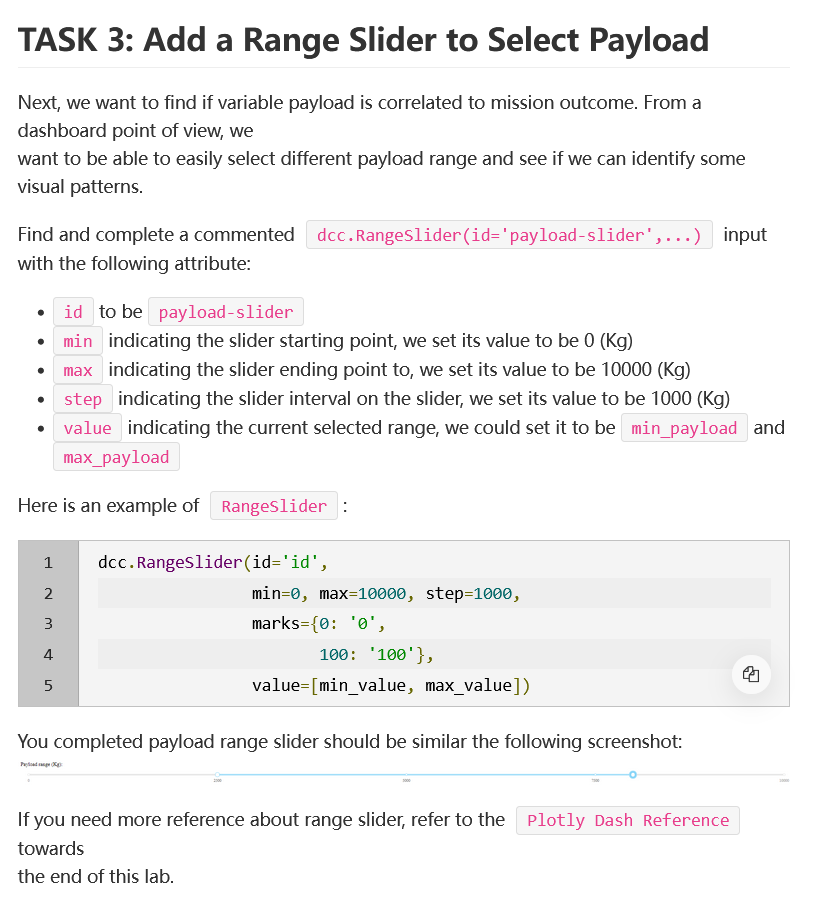 TASK 3: Add a Range Slider to Select Payload
Next, we want to find if variable payload is correlated to mission outcome. From a
dashboard point of view, we
want to be able to easily select different payload range and see if we can identify some
visual patterns.
Find and complete a commented dcc.RangeSlider(id='payload-slider',...) input
with the following attribute:
• id to be payload-slider
• min indicating the slider starting point, we set its value to be 0 (Kg)
• max indicating the slider ending point to, we set its value to be 10000 (Kg)
• step indicating the slider interval on the slider, we set its value to be 1000 (Kg)
• value indicating the current selected range, we could set it to be min_payload and
max_payload
Here is an example of RangeSlider :
1 dcc.RangeSlider(id='id',
2 min=0, max=10000, step=1000,
3 marks={0: '0',
4 100: '100'},
5 value=[min_value, max_value])
You completed payload range slider should be similar the following screenshot:
Payload range (Kg):
0 2500 5000 7500 10000
If you need more reference about range slider, refer to the Plotly Dash Reference
towards
the end of this lab.